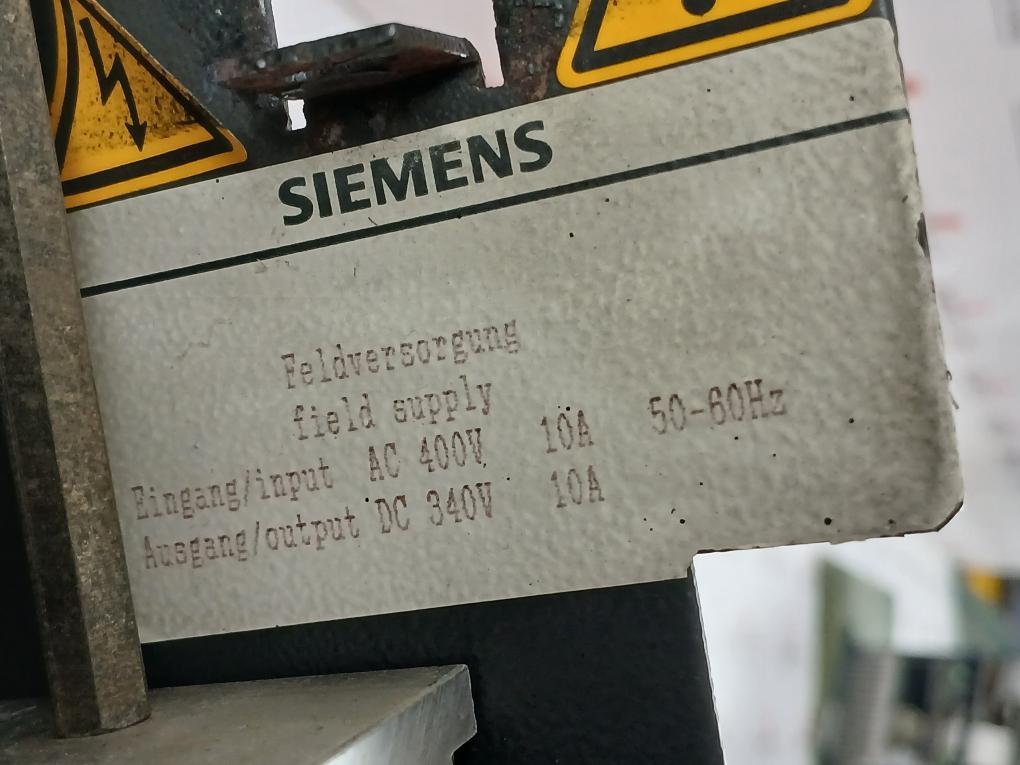 SIEMENS
Feldversorgung
field supply
Eingang/input AC 400V 10A 50-60Hz
Ausgang/output DC 340V 10A